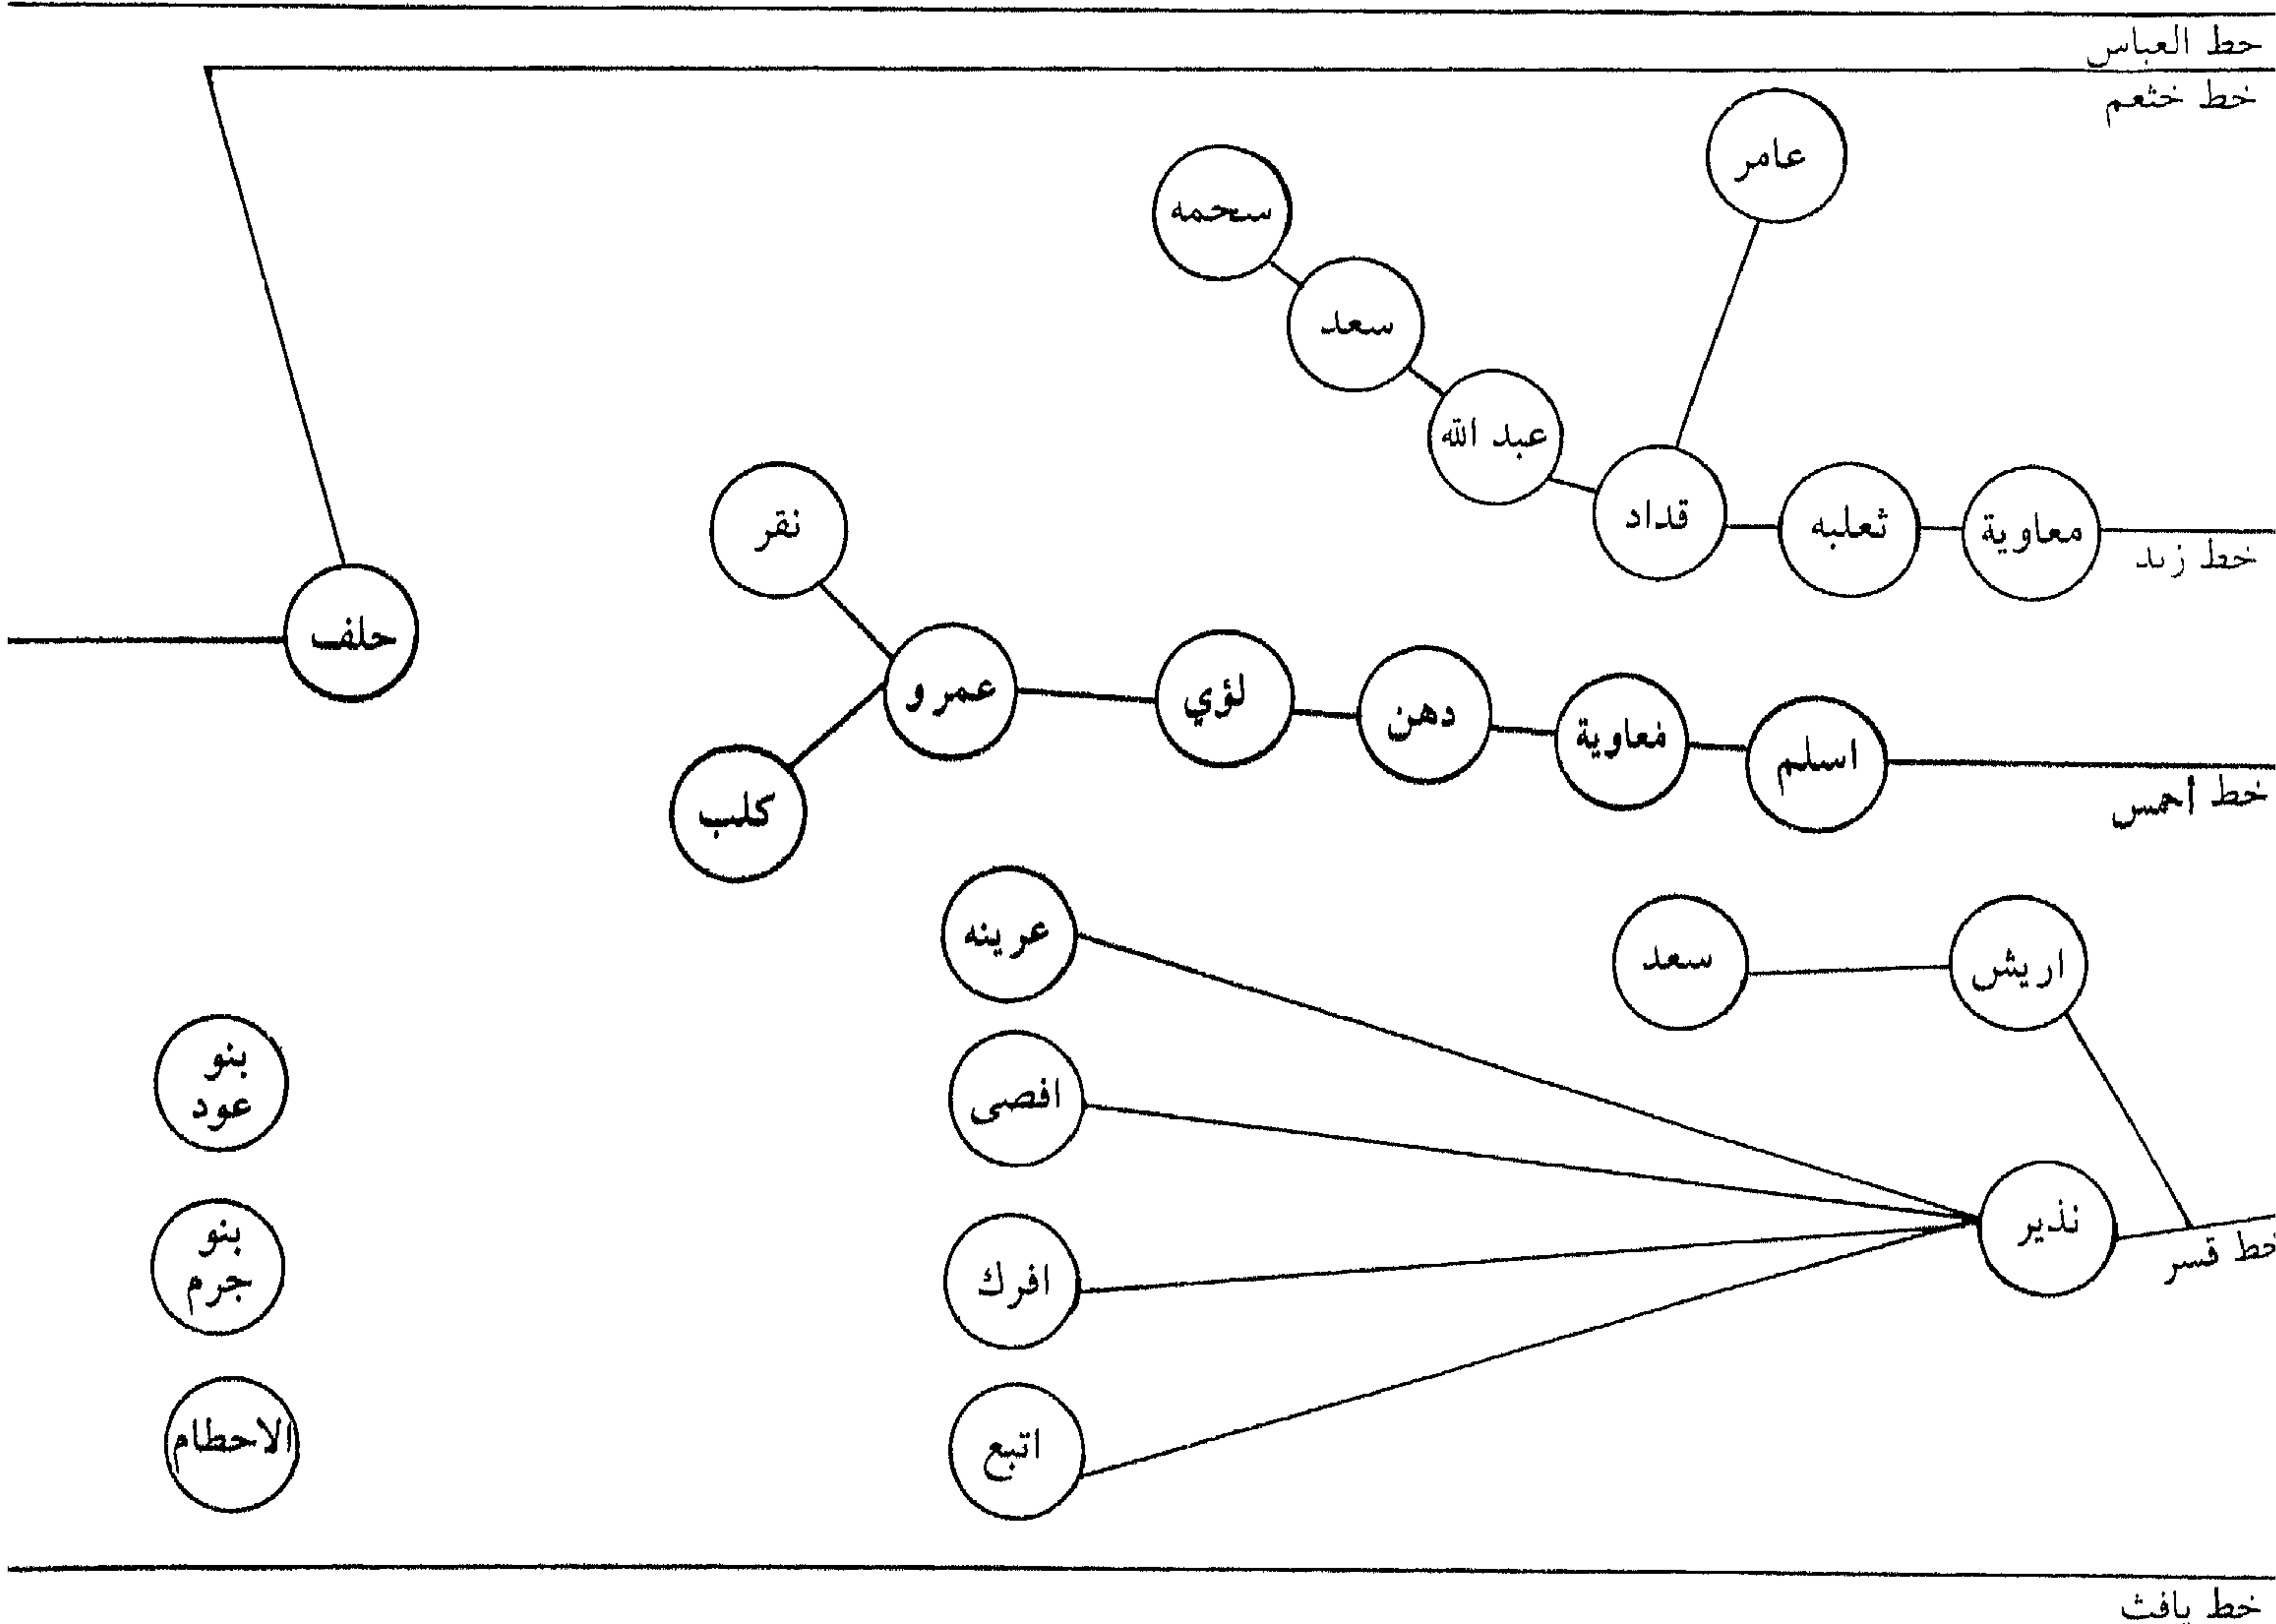 خط العباس
خط خثعم
عامر
سحمه
سعد
عبد الله
قداد
ثعلبه
معاوية
خط زيد
نقر
حلف
عمرو
لؤي
دهن
معاوية
اسلم
خط أحمس
كلب
عرينه
سعد
اريش
بنو
عود
افصى
نذير
خط قسر
بنو
جرم
افرك
الاحطام
اتبع
خط يافث